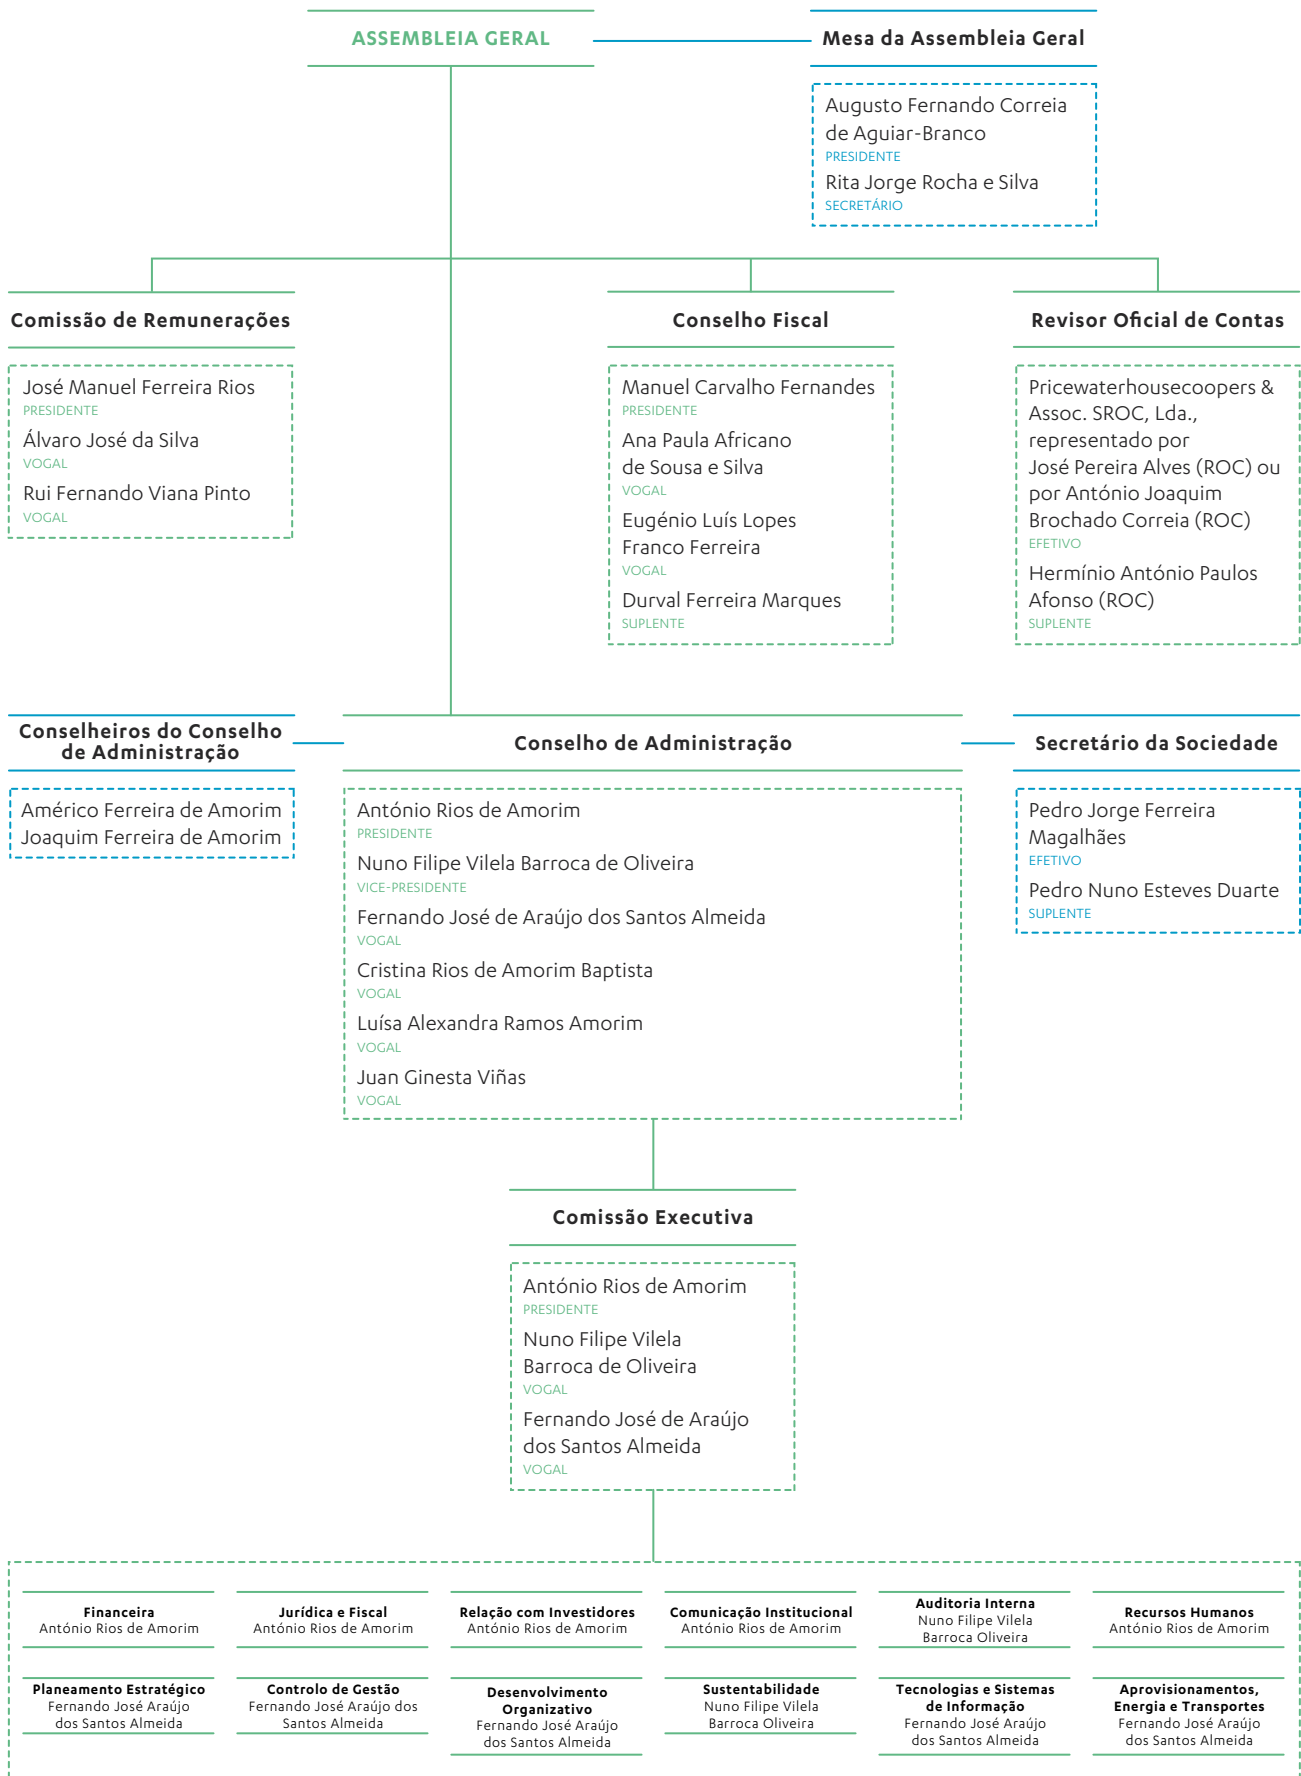 ASSEMBLEIA GERAL
Mesa da Assembleia Geral
Augusto Fernando Correia
de Aguiar-Branco
PRESIDENTE
Rita Jorge Rocha e Silva
SECRETÁRIO
Comissão de Remunerações
José Manuel Ferreira Rios
PRESIDENTE
Álvaro José da Silva
VOGAL
Rui Fernando Viana Pinto
VOGAL
Conselho Fiscal
Manuel Carvalho Fernandes
PRESIDENTE
Ana Paula Africano
de Sousa e Silva
VOGAL
Eugénio Luís Lopes
Franco Ferreira
VOGAL
Durval Ferreira Marques
SUPLENTE
Revisor Oficial de Contas
Pricewaterhousecoopers &
Assoc. SROC, Lda.,
representado por
José Pereira Alves (ROC) ou
por António Joaquim
Brochado Correia (ROC)
EFETIVO
Hermínio António Paulos
Afonso (ROC)
SUPLENTE
Conselheiros do Conselho
de Administração
Américo Ferreira de Amorim
Joaquim Ferreira de Amorim
Conselho de Administração
António Rios de Amorim
PRESIDENTE
Nuno Filipe Vilela Barroca de Oliveira
VICE-PRESIDENTE
Fernando José de Araújo dos Santos Almeida
VOGAL
Cristina Rios de Amorim Baptista
VOGAL
Luísa Alexandra Ramos Amorim
VOGAL
Juan Ginesta Viñas
VOGAL
Secretário da Sociedade
Pedro Jorge Ferreira
Magalhães
EFETIVO
Pedro Nuno Esteves Duarte
SUPLENTE
Comissão Executiva
António Rios de Amorim
PRESIDENTE
Nuno Filipe Vilela
Barroca de Oliveira
VOGAL
Fernando José de Araújo
dos Santos Almeida
VOGAL
Financeira
António Rios de Amorim
Jurídica e Fiscal
António Rios de Amorim
Relação com Investidores
António Rios de Amorim
Comunicação Institucional
António Rios de Amorim
Auditoria Interna
Nuno Filipe Vilela
Barroca Oliveira
Recursos Humanos
António Rios de Amorim
Planeamento Estratégico
Fernando José Araújo
dos Santos Almeida
Controlo de Gestão
Fernando José Araújo dos
Santos Almeida
Desenvolvimento
Organizativo
Fernando José Araújo
dos Santos Almeida
Sustentabilidade
Nuno Filipe Vilela
Barroca Oliveira
Tecnologias e Sistemas
de Informação
Fernando José Araújo
dos Santos Almeida
Aprovisionamentos,
Energia e Transportes
Fernando José Araújo
dos Santos Almeida